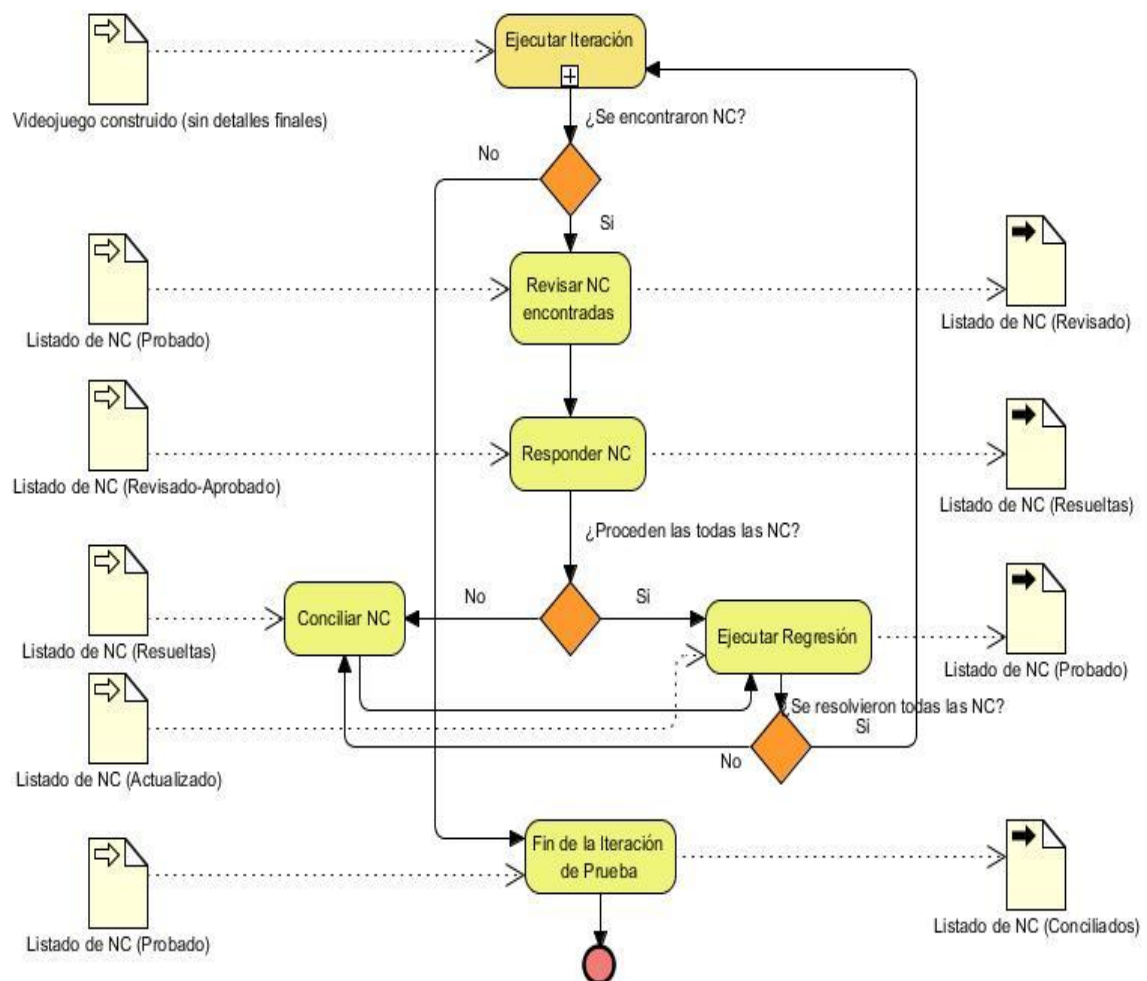 Ejecutar Iteración
Videojuego construido (sin detalles finales)
¿Se encontraron NC?
No
Si
Revisar NC
encontradas
Listado de NC (Probado)
Listado de NC (Revisado)
Responder NC
Listado de NC (Revisado-Aprobado)
Listado de NC (Resueltas)
¿Proceden las todas las NC?
No
Si
Conciliar NC
Ejecutar Regresión
Listado de NC (Resueltas)
Listado de NC (Probado)
¿Se resolvieron todas las NC?
Si
No
Listado de NC (Actualizado)
Fin de la Iteración
de Prueba
Listado de NC (Probado)
Listado de NC (Conciliados)